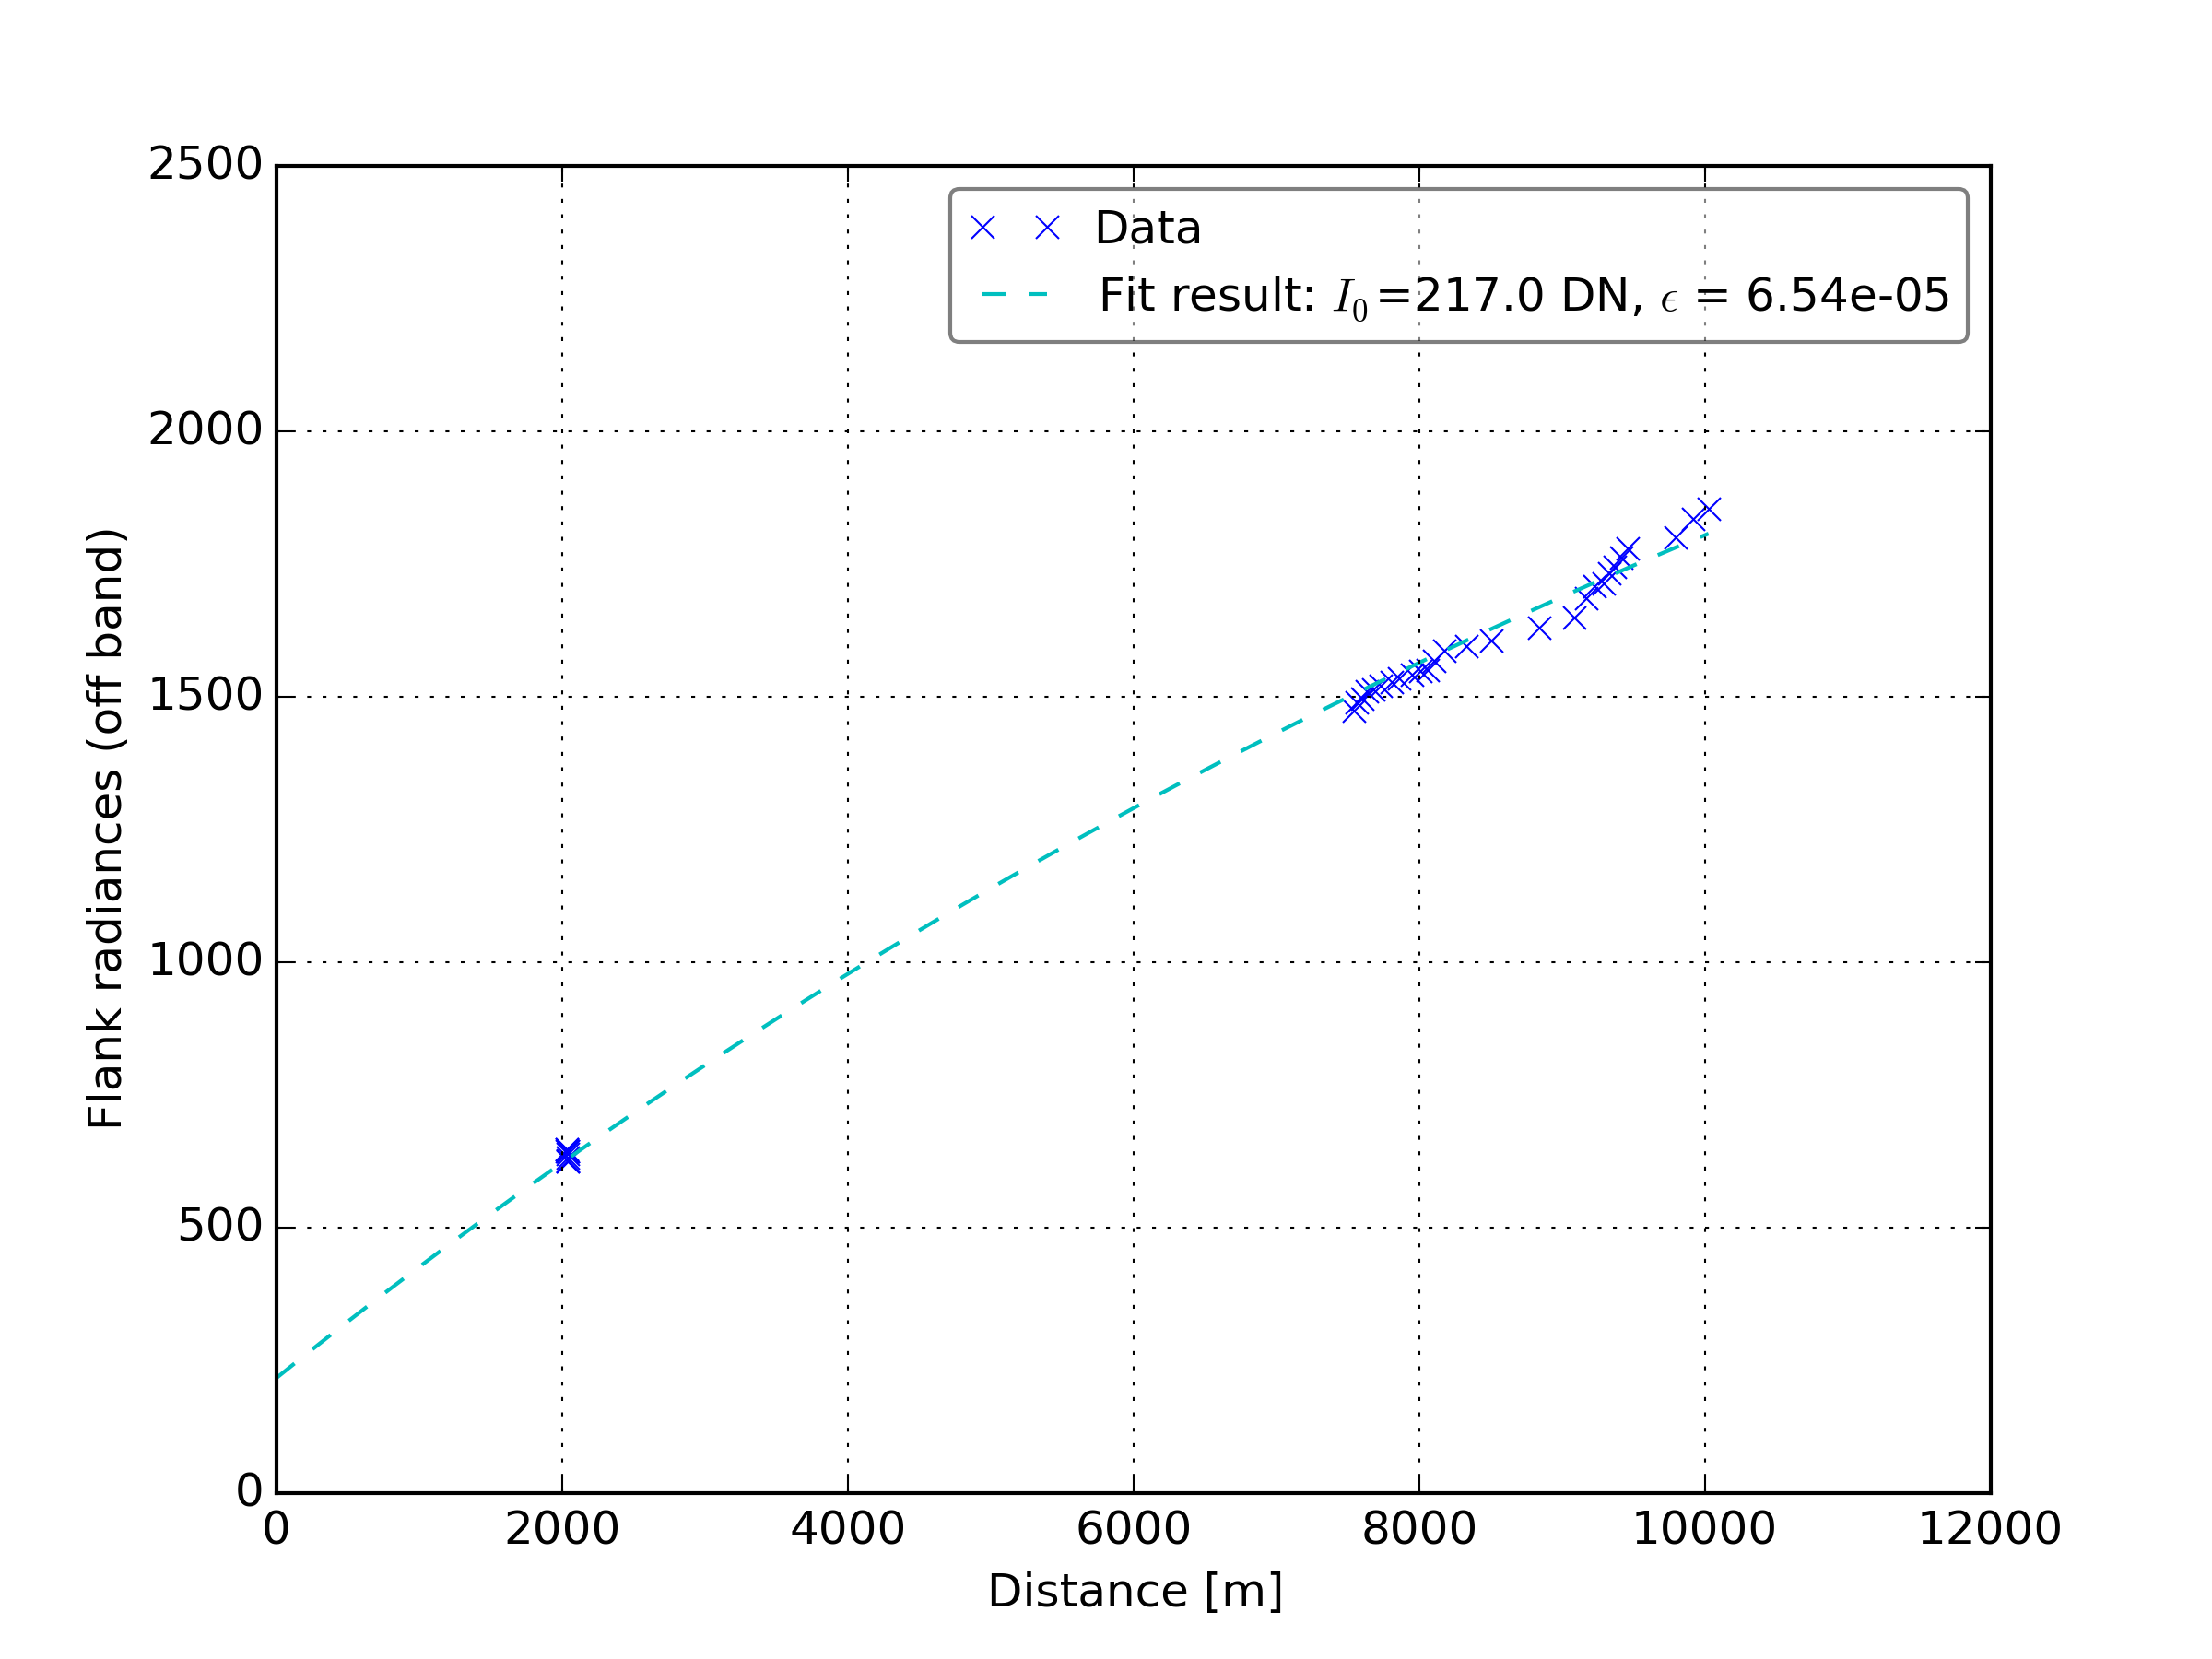 2500
2000
1500
1000
500
0
Flank radiances (off band)
Data
Fit result: I₀=217.0 DN, ϵ = 6.54e-05
0 2000 4000 6000 8000 10000 12000
Distance [m]